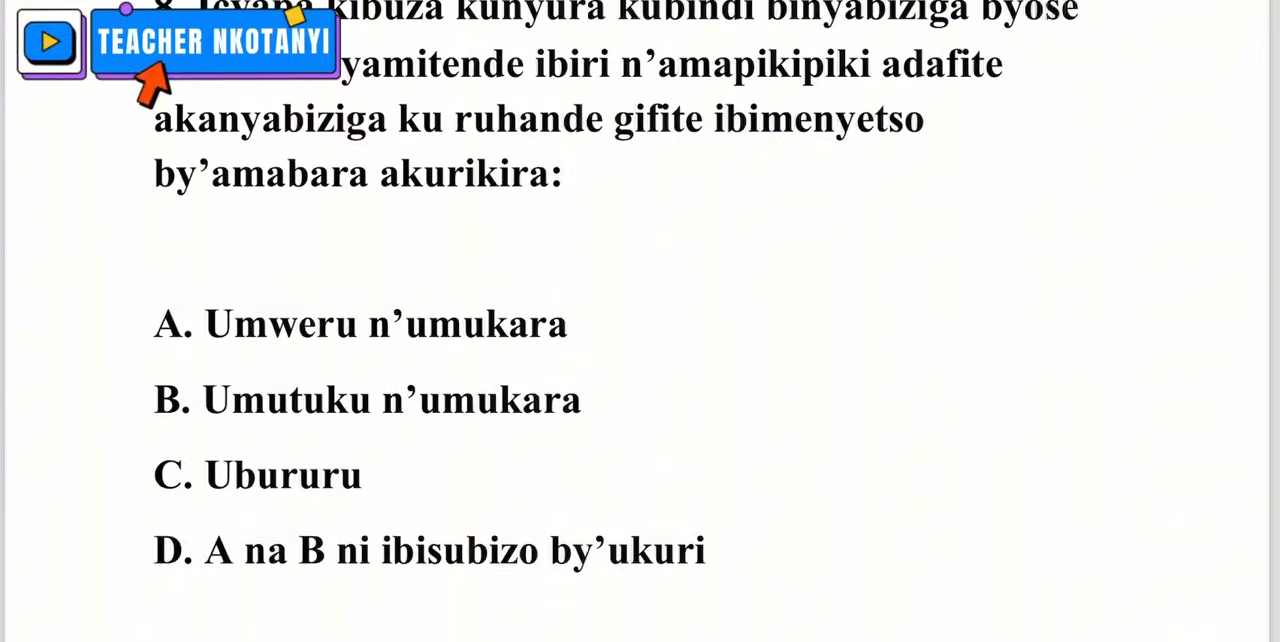 TEACHER NKOTANYI
kibuza kunyura kubindi binyabiziga byose
yamitende ibiri n’amapikipiki adafite
akanyabiziga ku ruhande gifite ibimenyetso
by’amabara akurikira:
A. Umweru n’umukara
B. Umutuku n’umukara
C. Ubururu
D. A na B ni ibisubizo by’ukuri